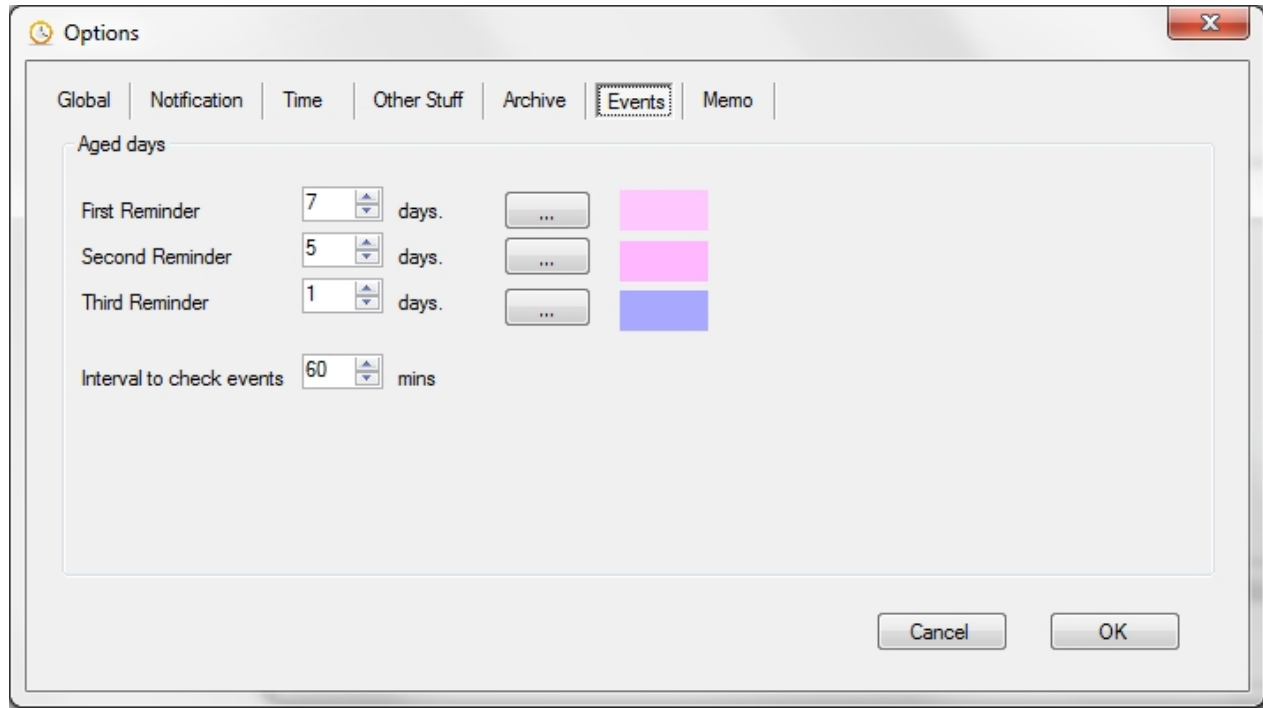 Options
X
Global Notification Time Other Stuff Archive Events Memo
Aged days
First Reminder 7 days. ...
Second Reminder 5 days. ...
Third Reminder 1 days. ...
Interval to check events 60 mins
Cancel OK